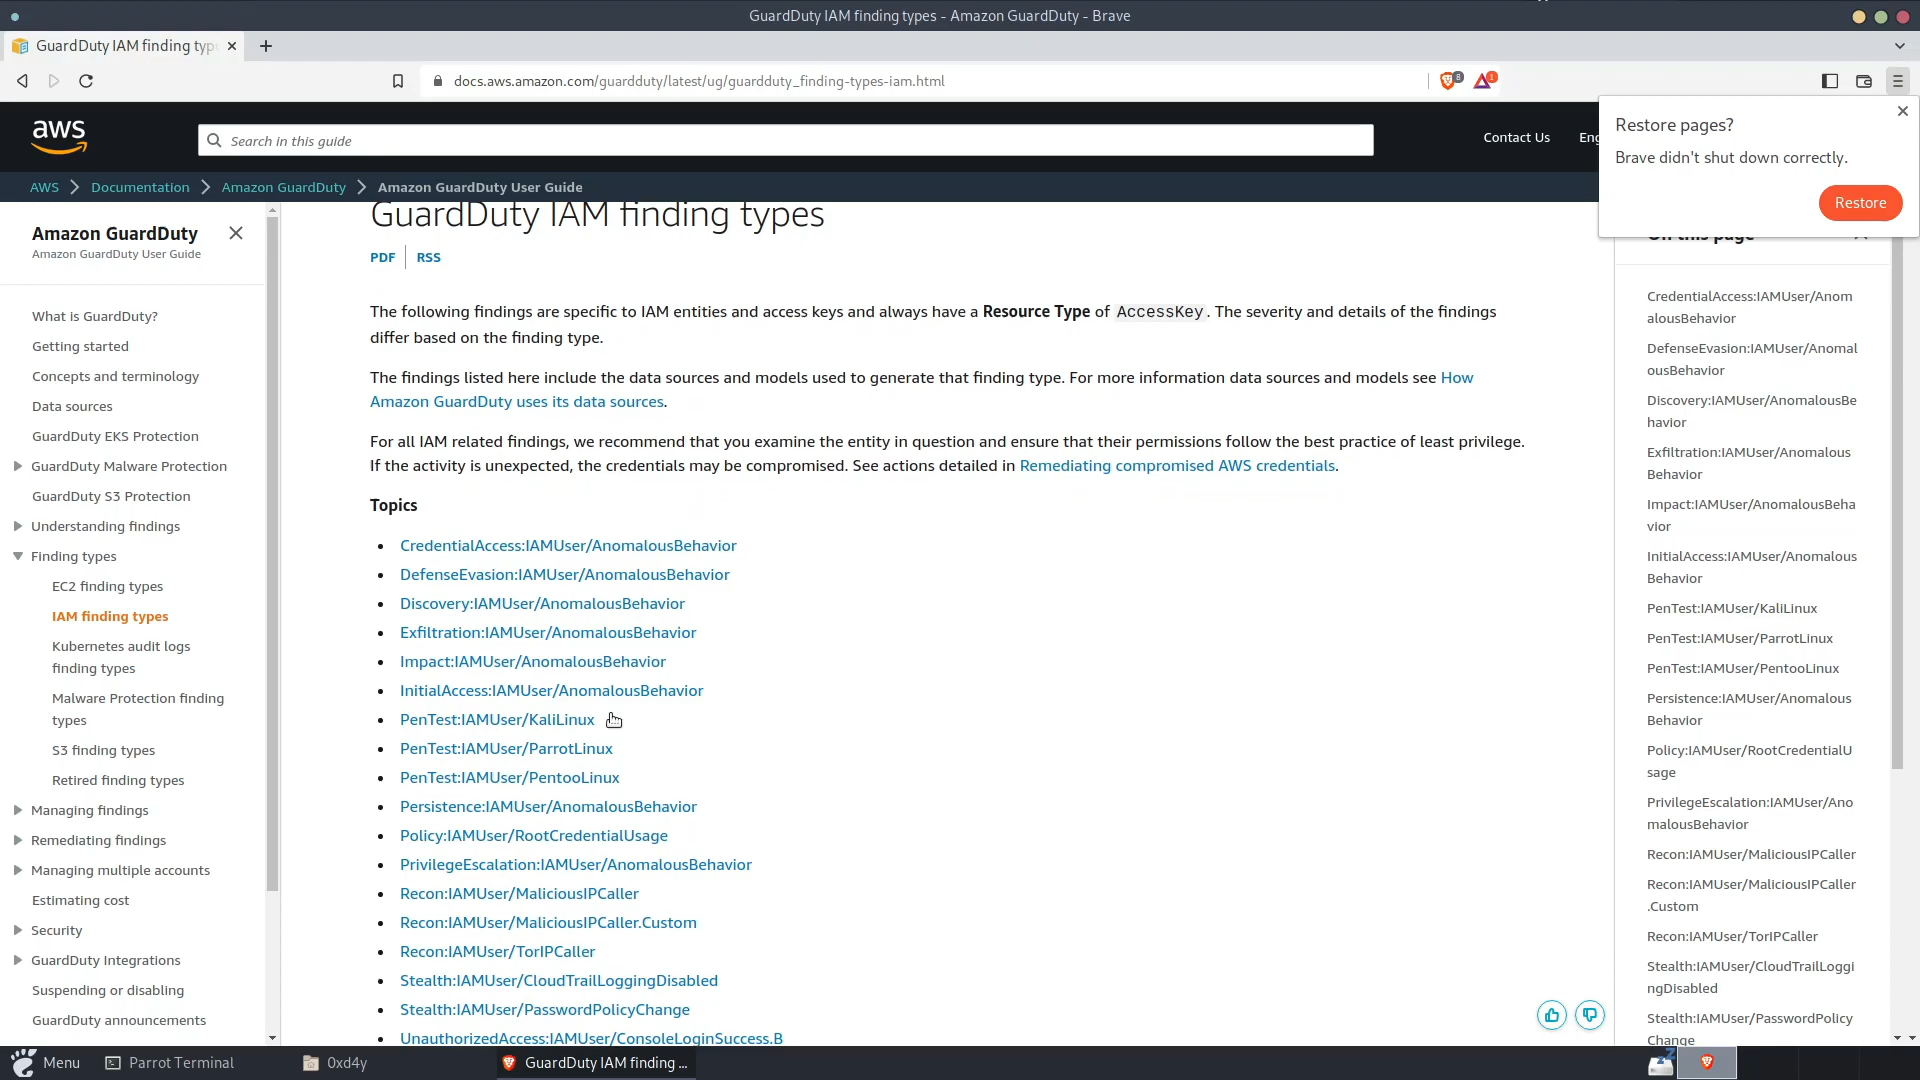 GuardDuty IAM finding types - Amazon GuardDuty - Brave
GuardDuty IAM finding typ
docs.aws.amazon.com/guardduty/latest/ug/guardduty_finding-types-iam.html
8
1
aws
Search in this guide
Contact Us
Eng
Restore pages?
Brave didn't shut down correctly.
Restore
AWS
Documentation
Amazon GuardDuty
Amazon GuardDuty User Guide
Amazon GuardDuty
Amazon GuardDuty User Guide
What is GuardDuty?
Getting started
Concepts and terminology
Data sources
GuardDuty EKS Protection
GuardDuty Malware Protection
GuardDuty S3 Protection
Understanding findings
Finding types
EC2 finding types
IAM finding types
Kubernetes audit logs
finding types
Malware Protection finding
types
S3 finding types
Retired finding types
Managing findings
Remediating findings
Managing multiple accounts
Estimating cost
Security
GuardDuty Integrations
Suspending or disabling
GuardDuty announcements
GuardDuty IAM finding types
PDF
RSS
The following findings are specific to IAM entities and access keys and always have a Resource Type of AccessKey. The severity and details of the findings
differ based on the finding type.
The findings listed here include the data sources and models used to generate that finding type. For more information data sources and models see How
Amazon GuardDuty uses its data sources.
For all IAM related findings, we recommend that you examine the entity in question and ensure that their permissions follow the best practice of least privilege.
If the activity is unexpected, the credentials may be compromised. See actions detailed in Remediating compromised AWS credentials.
Topics
CredentialAccess:IAMUser/AnomalousBehavior
DefenseEvasion:IAMUser/AnomalousBehavior
Discovery:IAMUser/AnomalousBehavior
Exfiltration:IAMUser/AnomalousBehavior
Impact:IAMUser/AnomalousBehavior
InitialAccess:IAMUser/AnomalousBehavior
PenTest:IAMUser/KaliLinux
PenTest:IAMUser/ParrotLinux
PenTest:IAMUser/PentooLinux
Persistence:IAMUser/AnomalousBehavior
Policy:IAMUser/RootCredentialUsage
PrivilegeEscalation:IAMUser/AnomalousBehavior
Recon:IAMUser/MaliciousIPCaller
Recon:IAMUser/MaliciousIPCaller.Custom
Recon:IAMUser/TorIPCaller
Stealth:IAMUser/CloudTrailLoggingDisabled
Stealth:IAMUser/PasswordPolicyChange
UnauthorizedAccess:IAMUser/ConsoleLoginSuccess.B
On this page
CredentialAccess:IAMUser/Anom
alousBehavior
DefenseEvasion:IAMUser/Anomal
ousBehavior
Discovery:IAMUser/AnomalousBe
havior
Exfiltration:IAMUser/Anomalous
Behavior
Impact:IAMUser/AnomalousBeha
vior
InitialAccess:IAMUser/Anomalous
Behavior
PenTest:IAMUser/KaliLinux
PenTest:IAMUser/ParrotLinux
PenTest:IAMUser/PentooLinux
Persistence:IAMUser/Anomalous
Behavior
Policy:IAMUser/RootCredentialU
sage
PrivilegeEscalation:IAMUser/Ano
malousBehavior
Recon:IAMUser/MaliciousIPCaller
Recon:IAMUser/MaliciousIPCaller
.Custom
Recon:IAMUser/TorIPCaller
Stealth:IAMUser/CloudTrailLoggi
ngDisabled
Stealth:IAMUser/PasswordPolicy
Change
Menu
Parrot Terminal
0xd4y
GuardDuty IAM finding ...